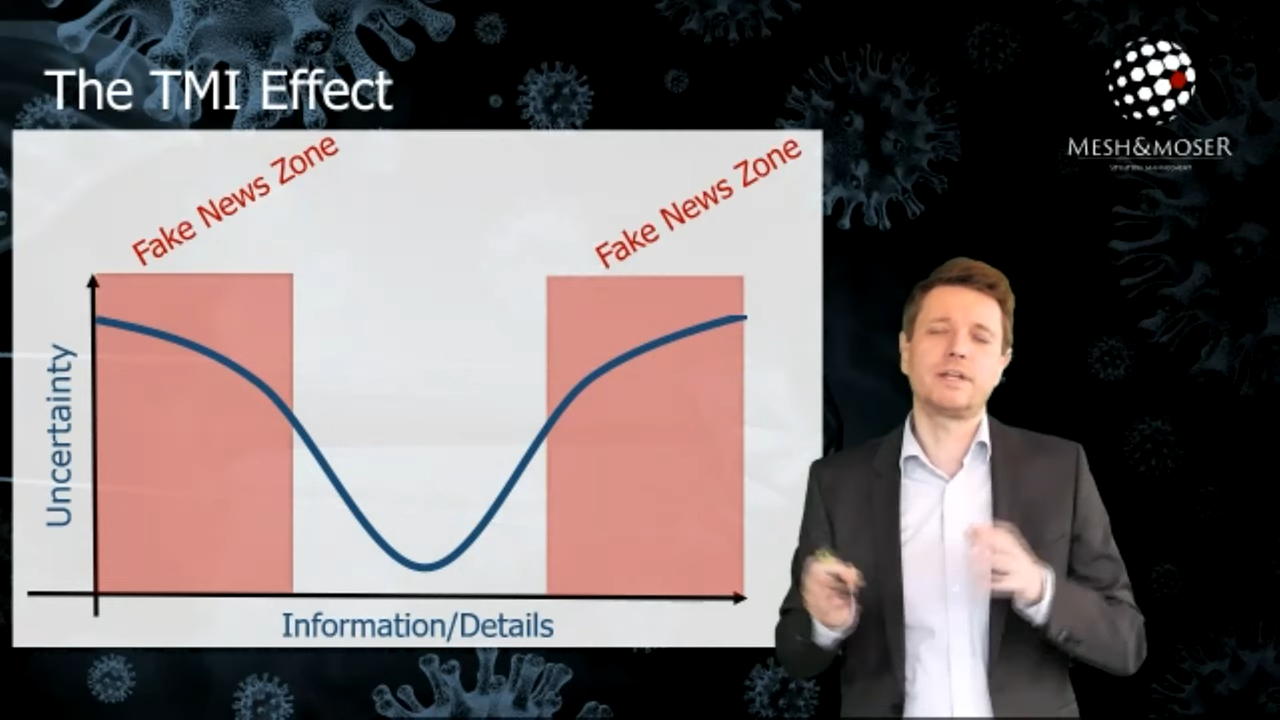 The TMI Effect
MESH&MOSER
Fake News Zone
Fake News Zone
Uncertainty
Information/Details